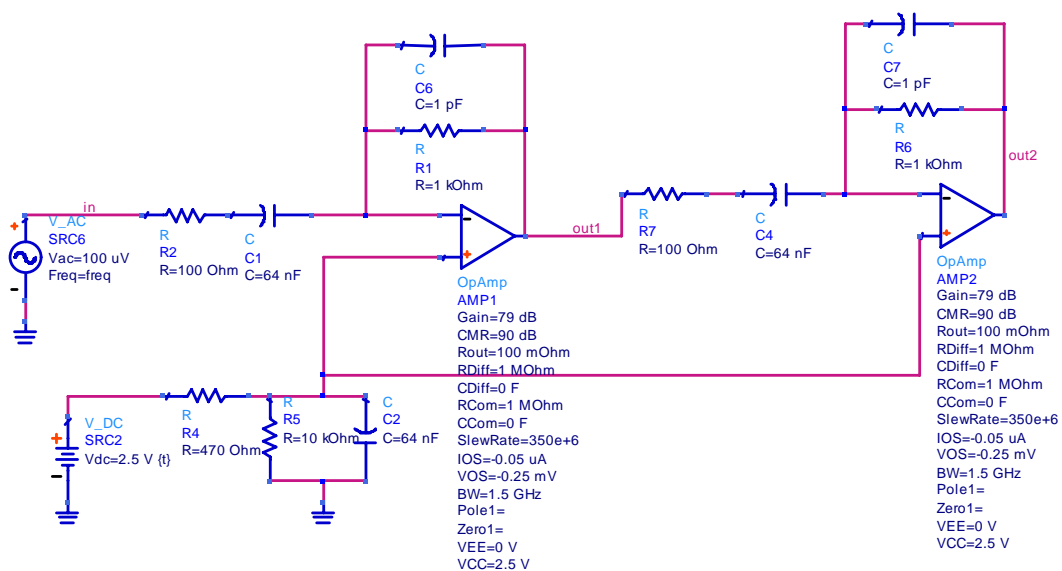 C
C6
C=1 pF
R
R1
R=1 kOhm
in
V_AC
SRC6
Vac=100 uV
Freq=freq
R
R2
R=100 Ohm
C
C1
C=64 nF
OpAmp
AMP1
Gain=79 dB
CMR=90 dB
Rout=100 mOhm
RDiff=1 MOhm
CDiff=0 F
RCom=1 MOhm
CCom=0 F
SlewRate=350e+6
IOS=-0.05 uA
VOS=-0.25 mV
BW=1.5 GHz
Pole1=
Zero1=
VEE=0 V
VCC=2.5 V
V_DC
SRC2
Vdc=2.5 V {t}
R
R4
R=470 Ohm
R
R5
R=10 kOhm
C
C2
C=64 nF
out1
R
R7
R=100 Ohm
C
C4
C=64 nF
C
C7
C=1 pF
R
R6
R=1 kOhm
out2
OpAmp
AMP2
Gain=79 dB
CMR=90 dB
Rout=100 mOhm
RDiff=1 MOhm
CDiff=0 F
RCom=1 MOhm
CCom=0 F
SlewRate=350e+6
IOS=-0.05 uA
VOS=-0.25 mV
BW=1.5 GHz
Pole1=
Zero1=
VEE=0 V
VCC=2.5 V